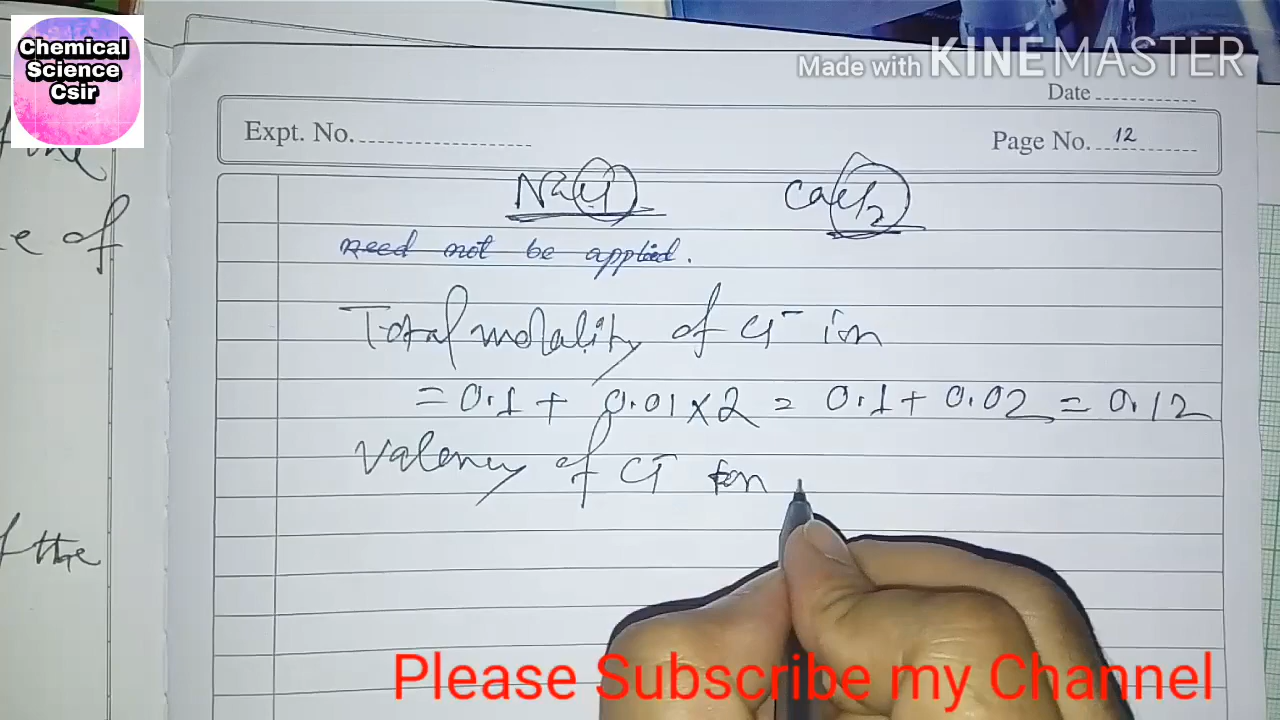 Chemical
Science
Csir
Made with KINEMASTER
Date
Expt. No.
Page No. 12
NaCl
CaCl₂
need not be applied.
Total molality of Cl⁻ ion
= 0.1 + 0.01 × 2 = 0.1 + 0.02 = 0.12
Valency of Cl⁻ ion
e of
f the
Please Subscribe my Channel